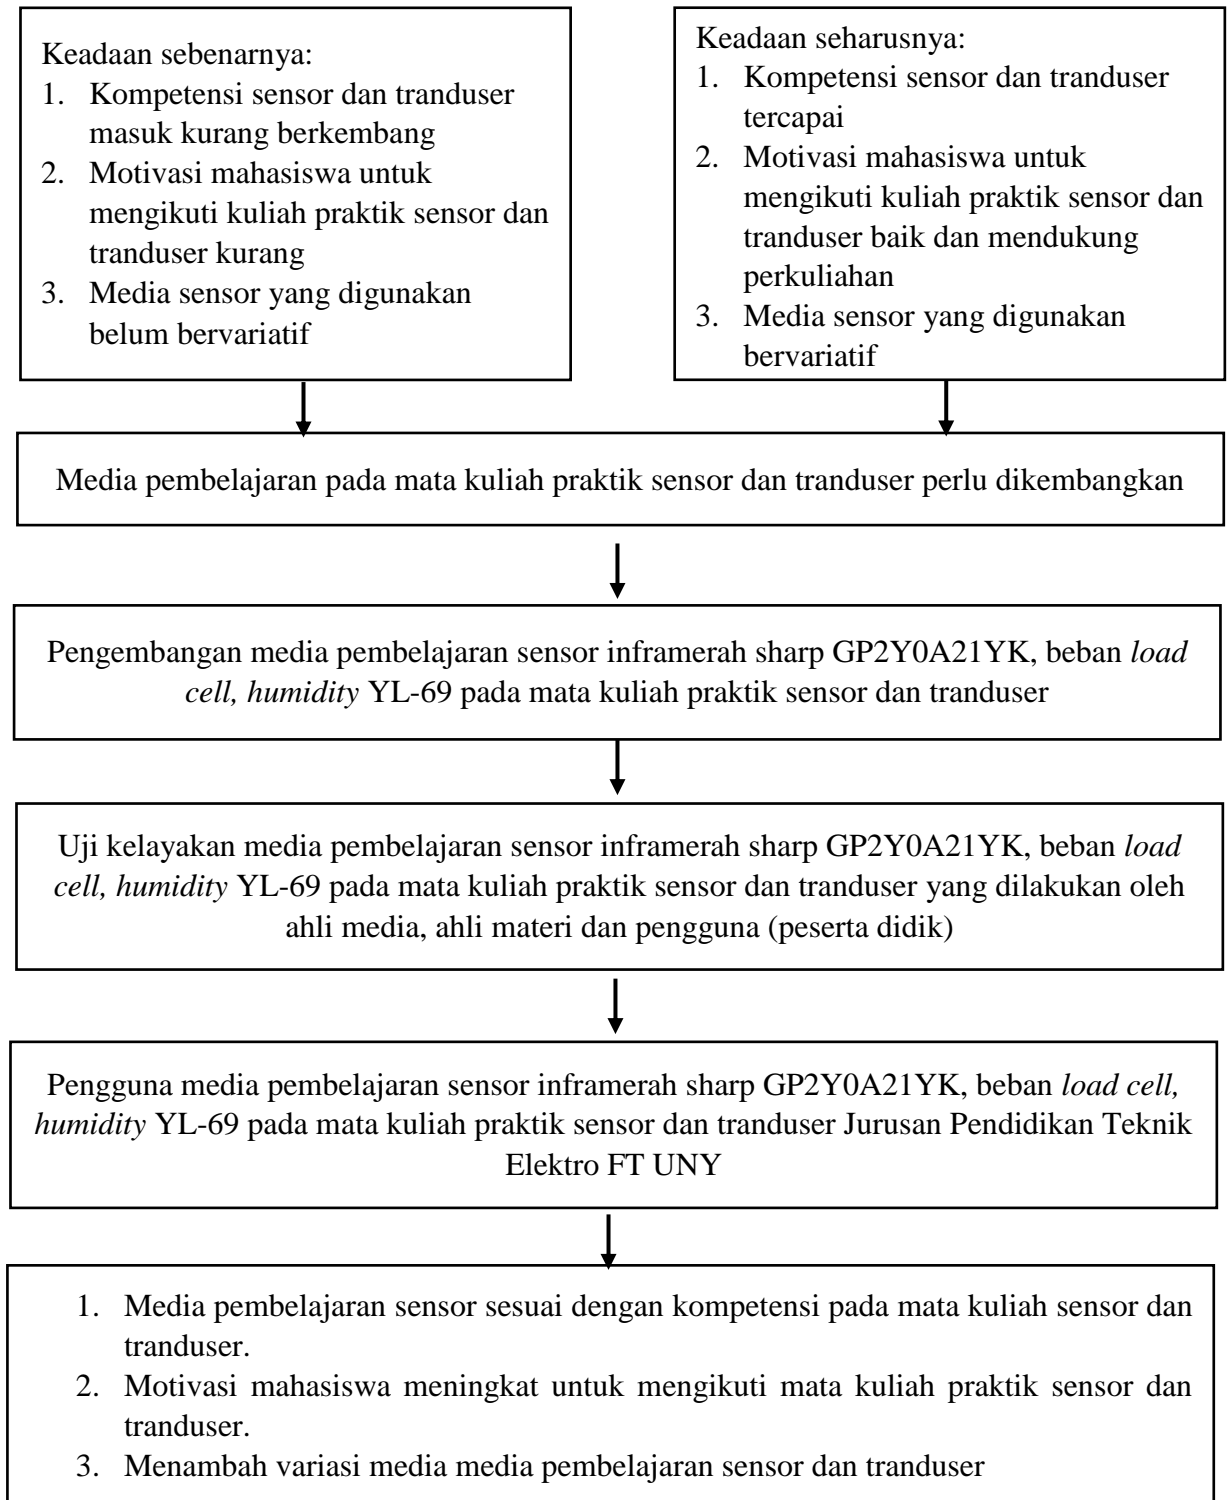 Keadaan sebenarnya:
1. Kompetensi sensor dan tranduser
masuk kurang berkembang
2. Motivasi mahasiswa untuk
mengikuti kuliah praktik sensor dan
tranduser kurang
3. Media sensor yang digunakan
belum bervariatif
Keadaan seharusnya:
1. Kompetensi sensor dan tranduser
tercapai
2. Motivasi mahasiswa untuk
mengikuti kuliah praktik sensor dan
tranduser baik dan mendukung
perkuliahan
3. Media sensor yang digunakan
bervariatif
Media pembelajaran pada mata kuliah praktik sensor dan tranduser perlu dikembangkan
Pengembangan media pembelajaran sensor inframerah sharp GP2Y0A21YK, beban load
cell, humidity YL-69 pada mata kuliah praktik sensor dan tranduser
Uji kelayakan media pembelajaran sensor inframerah sharp GP2Y0A21YK, beban load
cell, humidity YL-69 pada mata kuliah praktik sensor dan tranduser yang dilakukan oleh
ahli media, ahli materi dan pengguna (peserta didik)
Pengguna media pembelajaran sensor inframerah sharp GP2Y0A21YK, beban load cell,
humidity YL-69 pada mata kuliah praktik sensor dan tranduser Jurusan Pendidikan Teknik
Elektro FT UNY
1. Media pembelajaran sensor sesuai dengan kompetensi pada mata kuliah sensor dan
tranduser.
2. Motivasi mahasiswa meningkat untuk mengikuti mata kuliah praktik sensor dan
tranduser.
3. Menambah variasi media media pembelajaran sensor dan tranduser